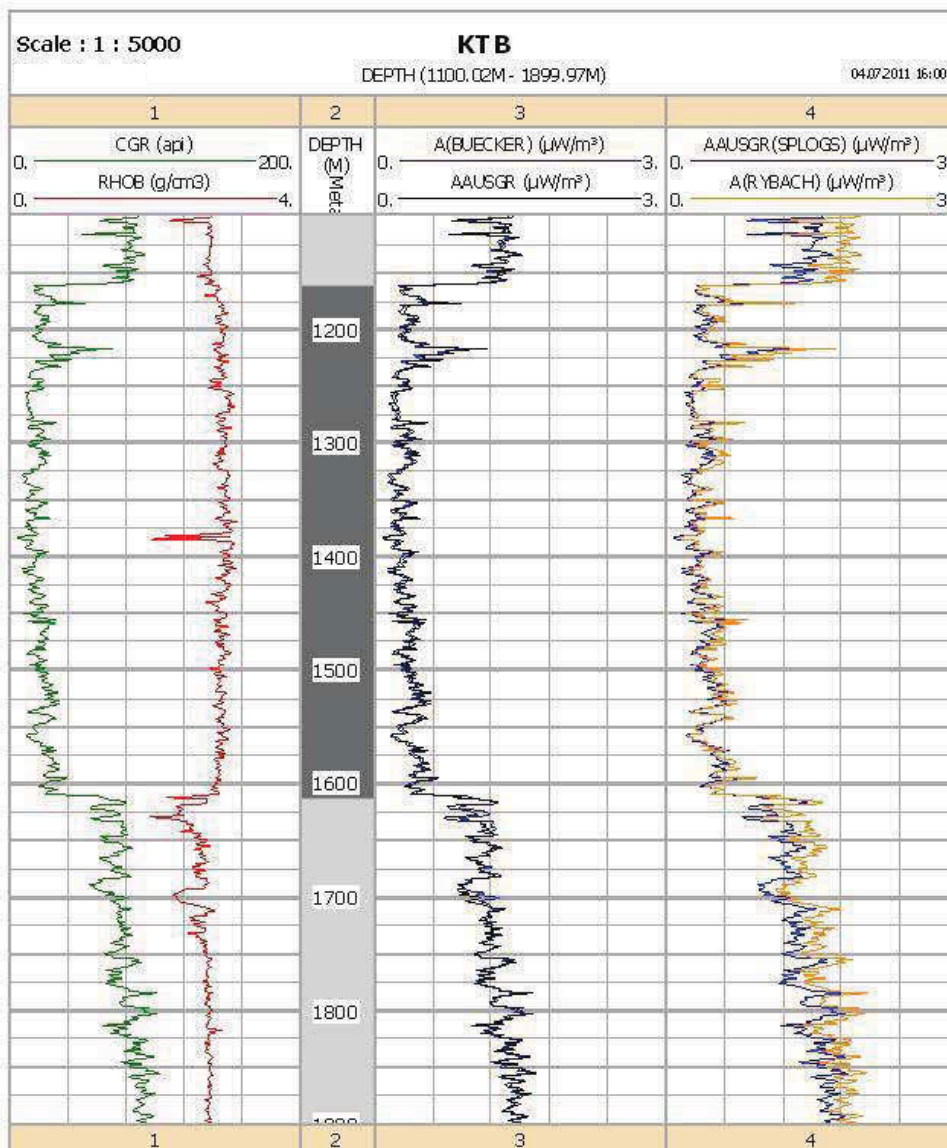 Scale : 1 : 5000
KTB
DEPTH (1100.02M - 1899.97M)
04.07.2011 16:00
1 2 3 4
CGR (api)
0. 200.
RHOB (g/cm3)
0. 4.
DEPTH
(M)
A(BUECKER) (µW/m³)
0. 3.
AAUSGR (µW/m³)
0. 3.
AAUSGR(SPLOGS) (µW/m³)
0. 3
A(RYBACH) (µW/m³)
0. 3
1200
1300
1400
1500
1600
1700
1800
1 2 3 4